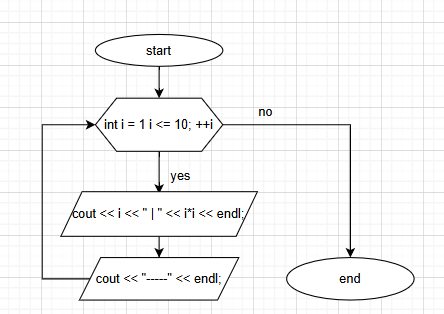 start
int i = 1 i <= 10; ++i
no
yes
cout << i << " | " << i*i << endl;
cout << "-----" << endl;
end